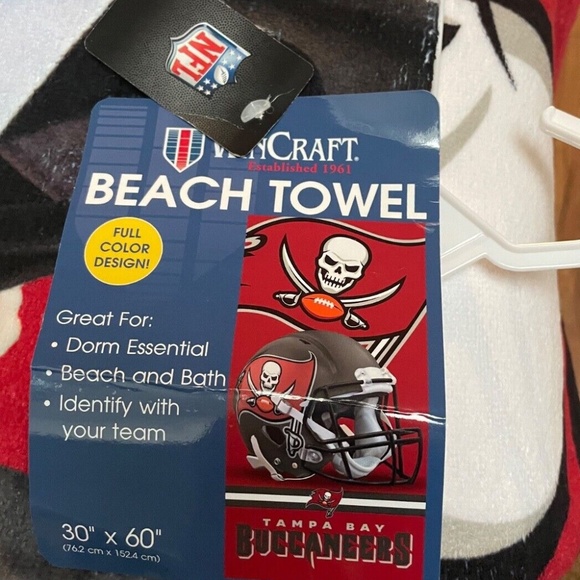 NFL
WINCRAFT®
Established 1961
BEACH TOWEL
FULL
COLOR
DESIGN!
Great For:
• Dorm Essential
• Beach and Bath
• Identify with
your team
30" x 60"
(76.2 cm x 152.4 cm)
TAMPA BAY
BUCCANEERS